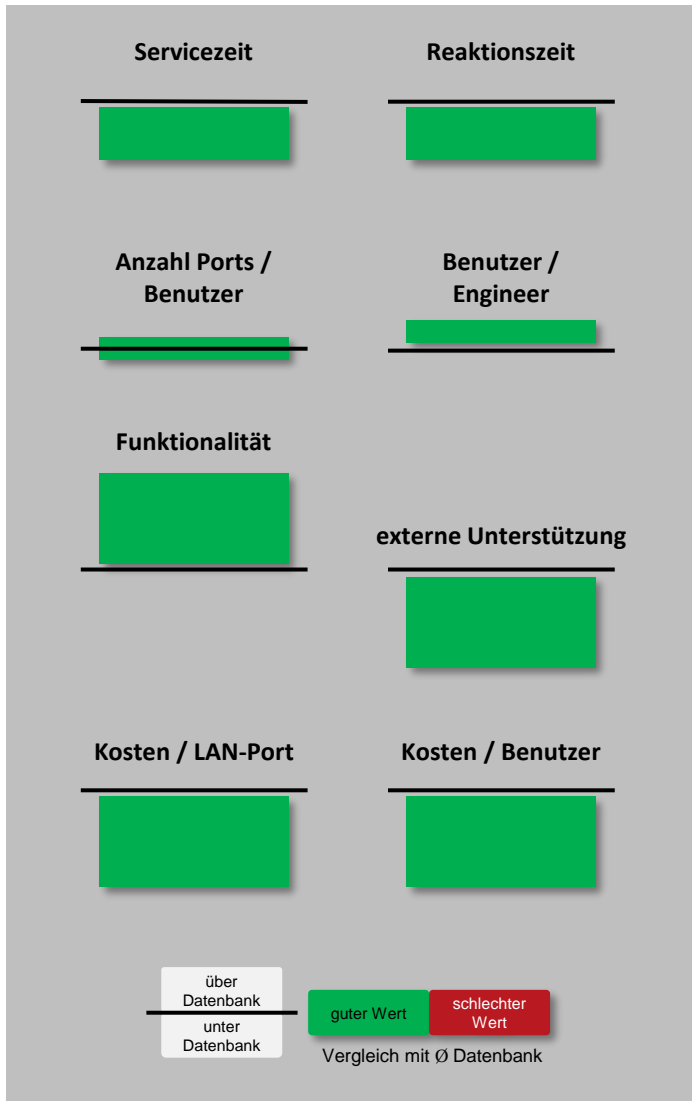 Servicezeit
Reaktionszeit
Anzahl Ports /
Benutzer
Benutzer /
Engineer
Funktionalität
externe Unterstützung
Kosten / LAN-Port
Kosten / Benutzer
über
Datenbank
unter
Datenbank
guter Wert
schlechter
Wert
Vergleich mit Ø Datenbank